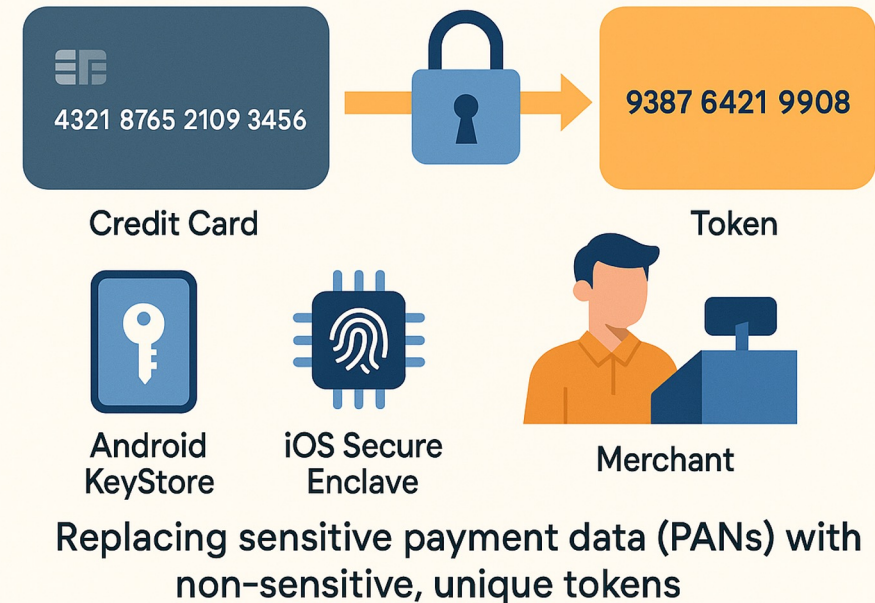 4321 8765 2109 3456
9387 6421 9908
Credit Card
Token
Android
KeyStore
iOS Secure
Enclave
Merchant
Replacing sensitive payment data (PANs) with
non-sensitive, unique tokens